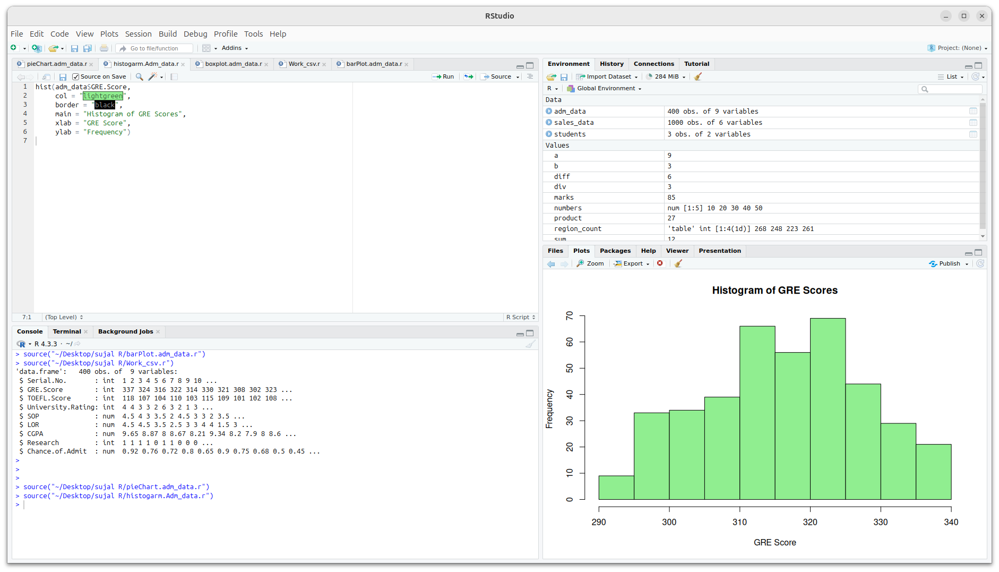 RStudio
File Edit Code View Plots Session Build Debug Profile Tools Help
Go to file/function
Addins
Project: (None)
pieChart.adm_data.r
histogarm.Adm_data.r
boxplot.adm_data.r
Work_csv.r
barPlot.adm_data.r
Source on Save
Run
Source
1 hist(adm_data$GRE.Score,
2 col = "lightgreen",
3 border = "black",
4 main = "Histogram of GRE Scores",
5 xlab = "GRE Score",
6 ylab = "Frequency")
7
7:1 (Top Level) R Script
Console Terminal Background Jobs
R 4.3.3 · ~/
> source("~/Desktop/sujal R/barPlot.adm_data.r")
> source("~/Desktop/sujal R/Work_csv.r")
'data.frame': 400 obs. of 9 variables:
$ Serial.No. : int 1 2 3 4 5 6 7 8 9 10 ...
$ GRE.Score : int 337 324 316 322 314 330 321 308 302 323 ...
$ TOEFL.Score : int 118 107 104 110 103 115 109 101 102 108 ...
$ University.Rating: int 4 4 3 3 2 6 3 2 1 3 ...
$ SOP : num 4.5 4 3 3.5 2 4.5 3 3 2 3.5 ...
$ LOR : num 4.5 4.5 3.5 2.5 3 3 4 4 1.5 3 ...
$ CGPA : num 9.65 8.87 8 8.67 8.21 9.34 8.2 7.9 8 8.6 ...
$ Research : int 1 1 1 1 0 1 1 0 0 0 ...
$ Chance.of.Admit : num 0.92 0.76 0.72 0.8 0.65 0.9 0.75 0.68 0.5 0.45 ...
>
>
>
> source("~/Desktop/sujal R/pieChart.adm_data.r")
> source("~/Desktop/sujal R/histogarm.Adm_data.r")
>
Environment History Connections Tutorial
Import Dataset 284 MiB List
R Global Environment
Data
adm_data 400 obs. of 9 variables
sales_data 1000 obs. of 6 variables
students 3 obs. of 2 variables
Values
a 9
b 3
diff 6
div 3
marks 85
numbers num [1:5] 10 20 30 40 50
product 27
region_count 'table' int [1:4(1d)] 268 248 223 261
sum 12
Files Plots Packages Help Viewer Presentation
Zoom Export Publish
Histogram of GRE Scores
Frequency
70
60
50
40
30
20
10
0
290 300 310 320 330 340
GRE Score